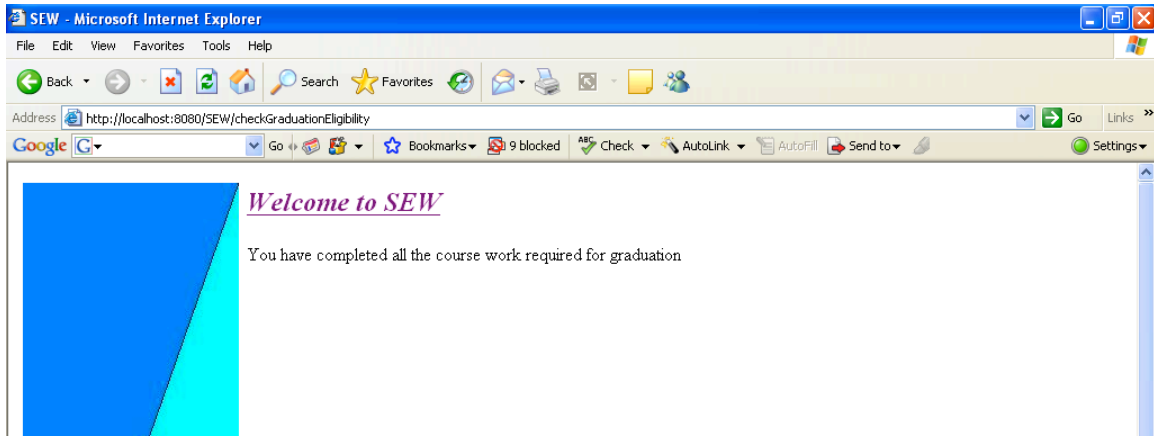 SEW - Microsoft Internet Explorer
File Edit View Favorites Tools Help
Back Search Favorites
Address http://localhost:8080/SEW/checkGraduationEligibility Go Links »
Google G Go Bookmarks 9 blocked ABC Check AutoLink AutoFill Send to Settings
Welcome to SEW
You have completed all the course work required for graduation